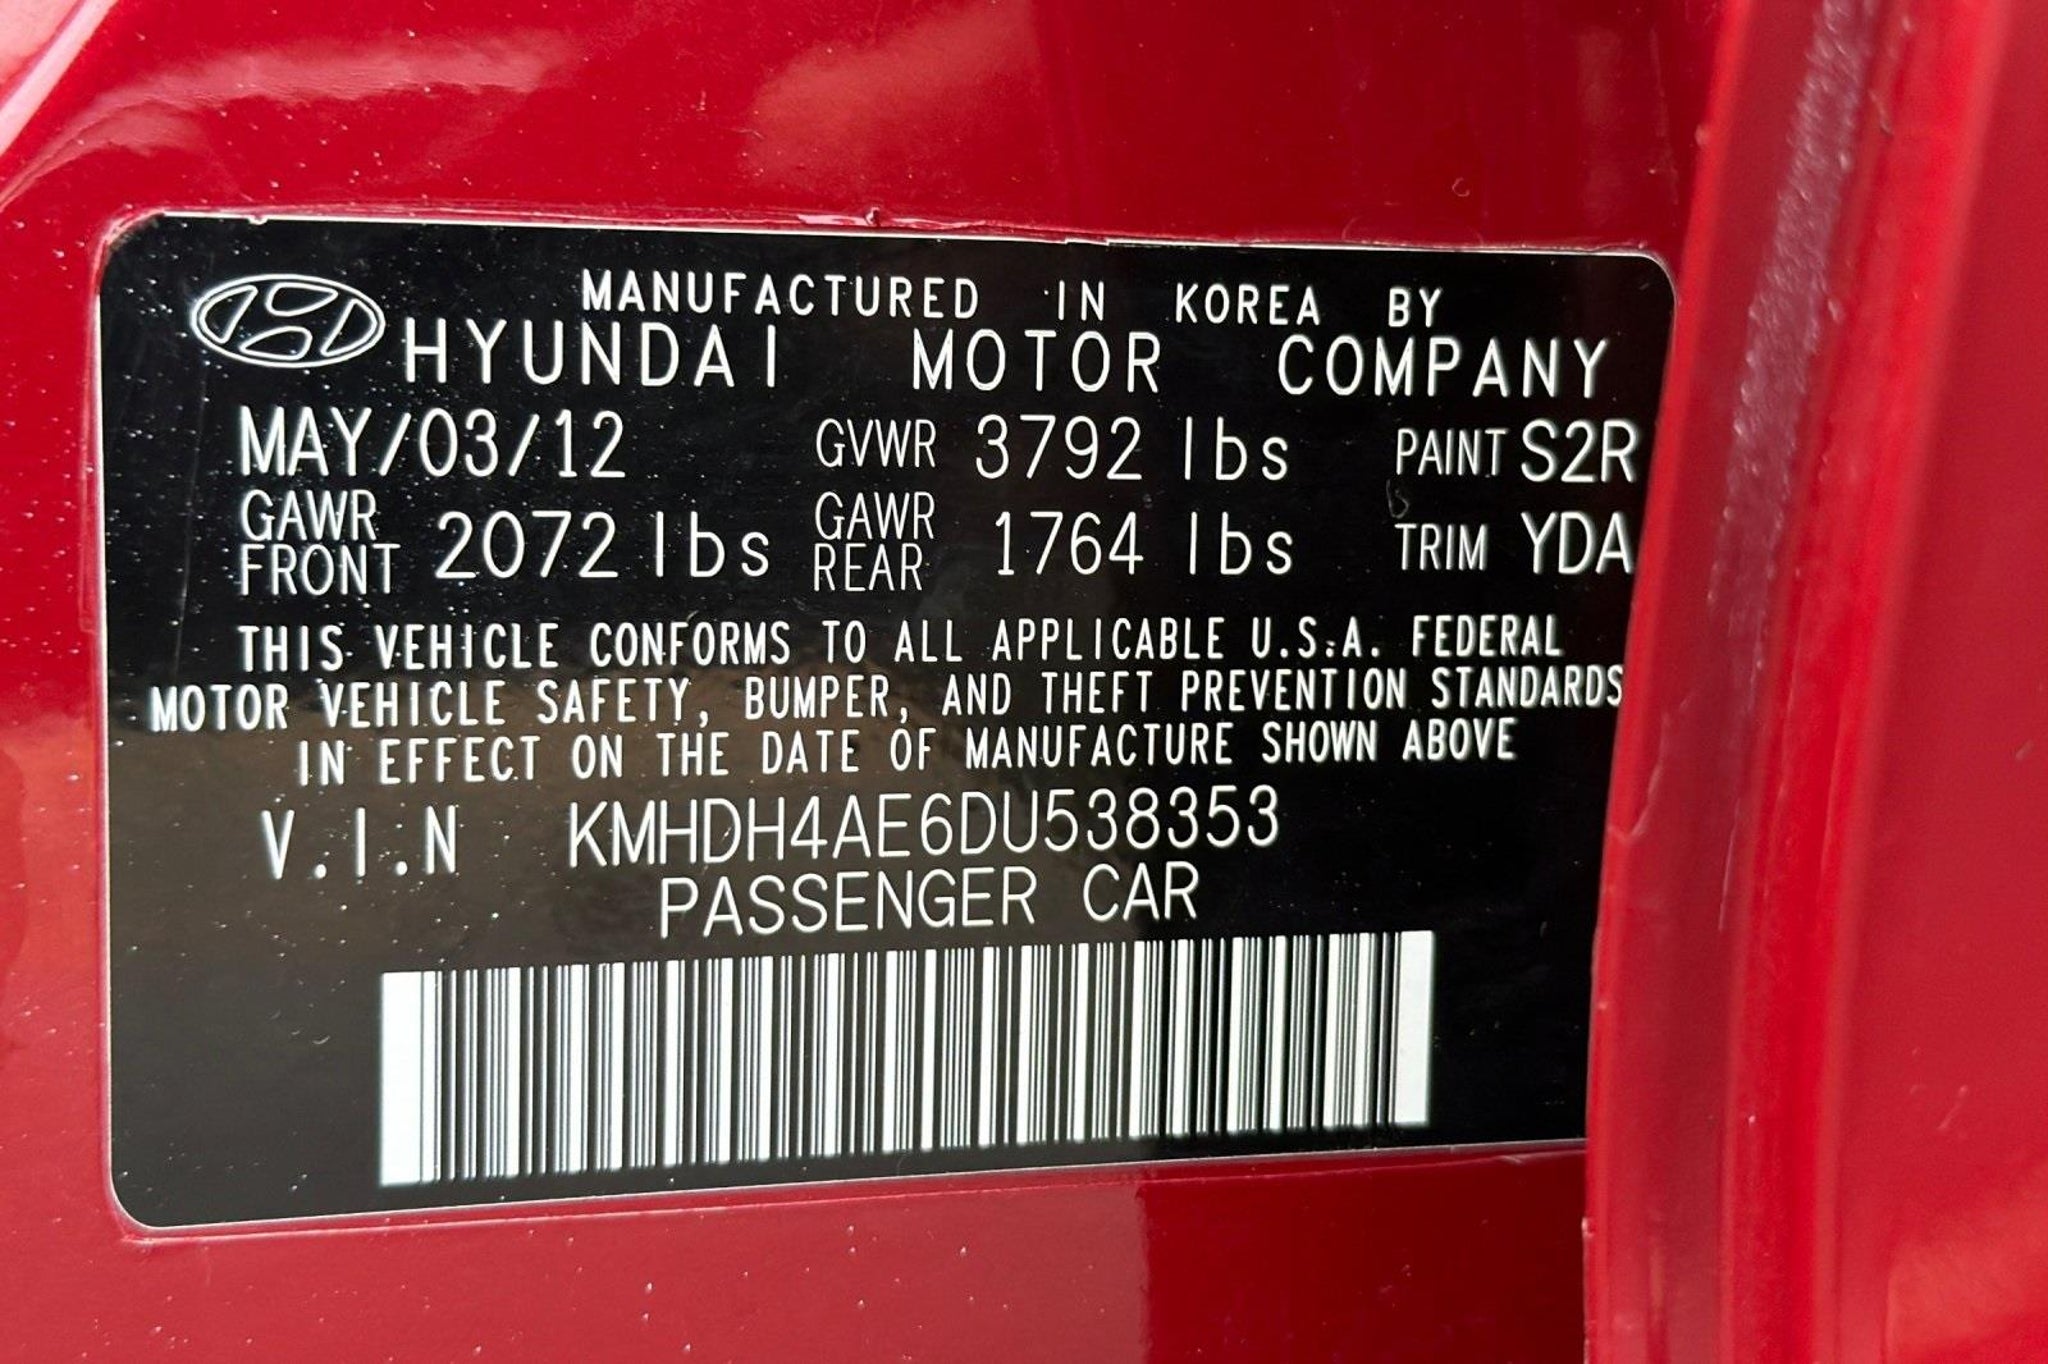 MANUFACTURED IN KOREA BY
HYUNDAI MOTOR COMPANY
MAY/03/12 GVWR 3792 lbs PAINT S2R
GAWR FRONT 2072 lbs GAWR REAR 1764 lbs TRIM YDA
THIS VEHICLE CONFORMS TO ALL APPLICABLE U.S.A. FEDERAL
MOTOR VEHICLE SAFETY, BUMPER, AND THEFT PREVENTION STANDARDS
IN EFFECT ON THE DATE OF MANUFACTURE SHOWN ABOVE
V.I.N KMHDH4AE6DU538353
PASSENGER CAR